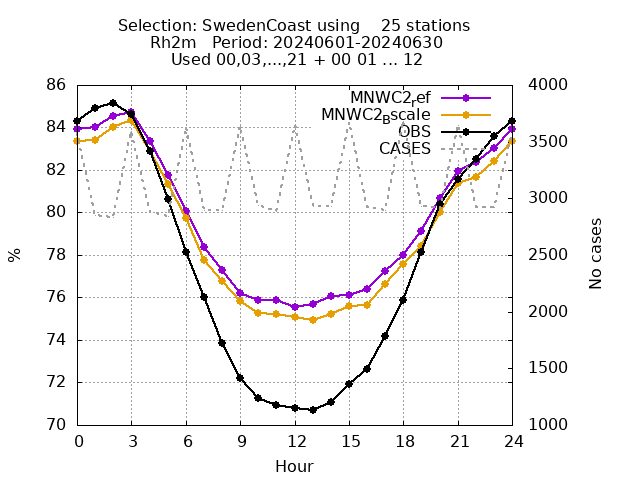 Selection: SwedenCoast using    25 stations
Rh2m   Period: 20240601-20240630
Used 00,03,...,21 + 00 01 ... 12
MNWC2ref
MNWC2Bscale
OBS
CASES
86
84
82
80
78
76
74
72
70
%
4000
3500
3000
2500
2000
1500
1000
No cases
0 3 6 9 12 15 18 21 24
Hour